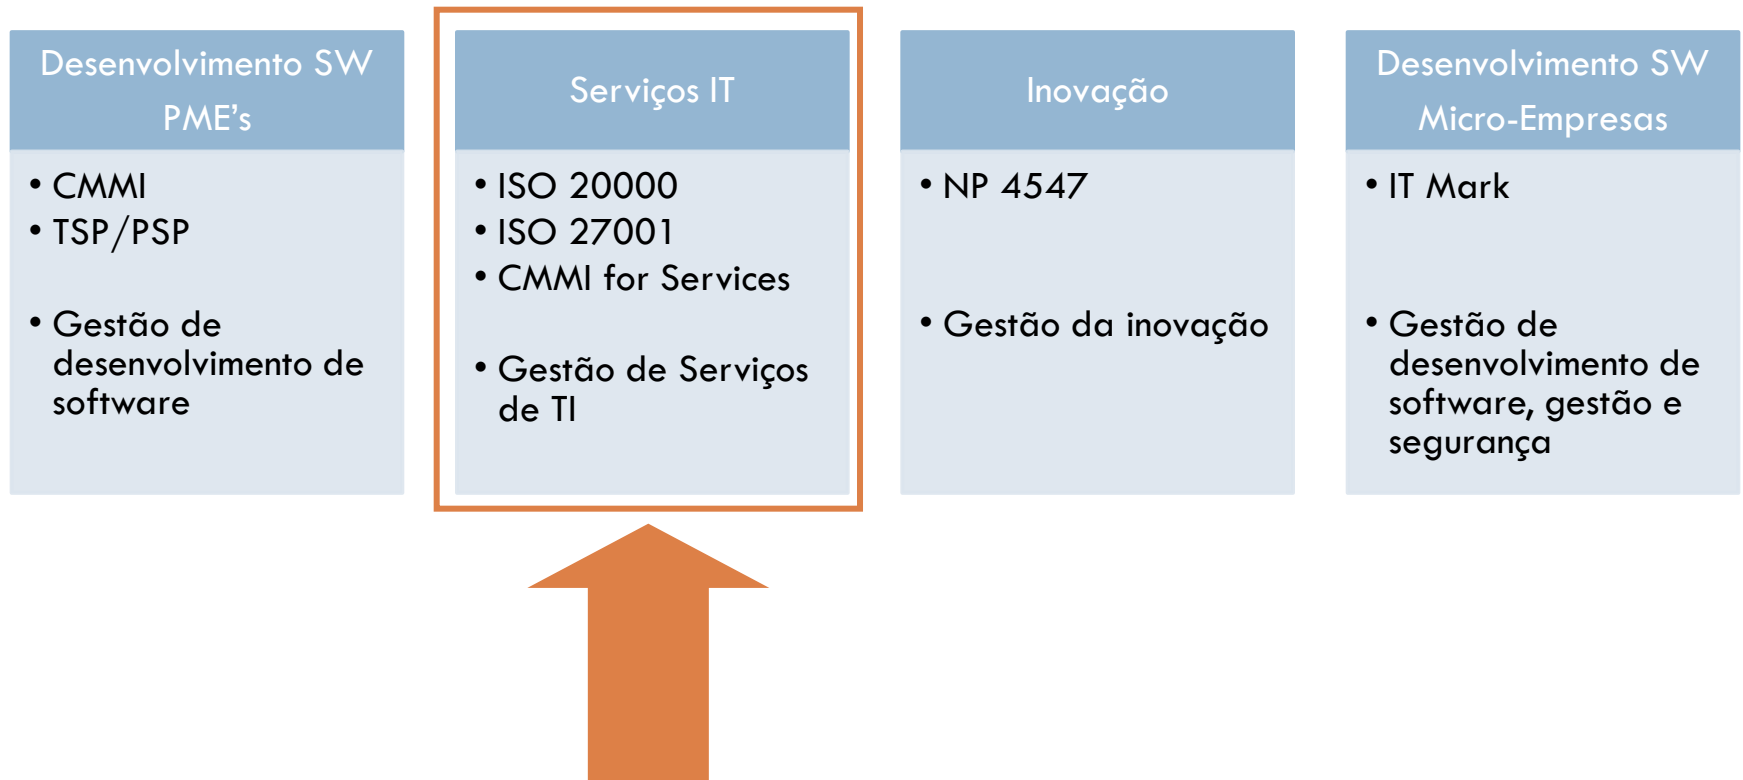 Desenvolvimento SW
PME’s
• CMMI
• TSP/PSP
• Gestão de
desenvolvimento de
software
Serviços IT
• ISO 20000
• ISO 27001
• CMMI for Services
• Gestão de Serviços
de TI
Inovação
• NP 4547
• Gestão da inovação
Desenvolvimento SW
Micro-Empresas
• IT Mark
• Gestão de
desenvolvimento de
software, gestão e
segurança